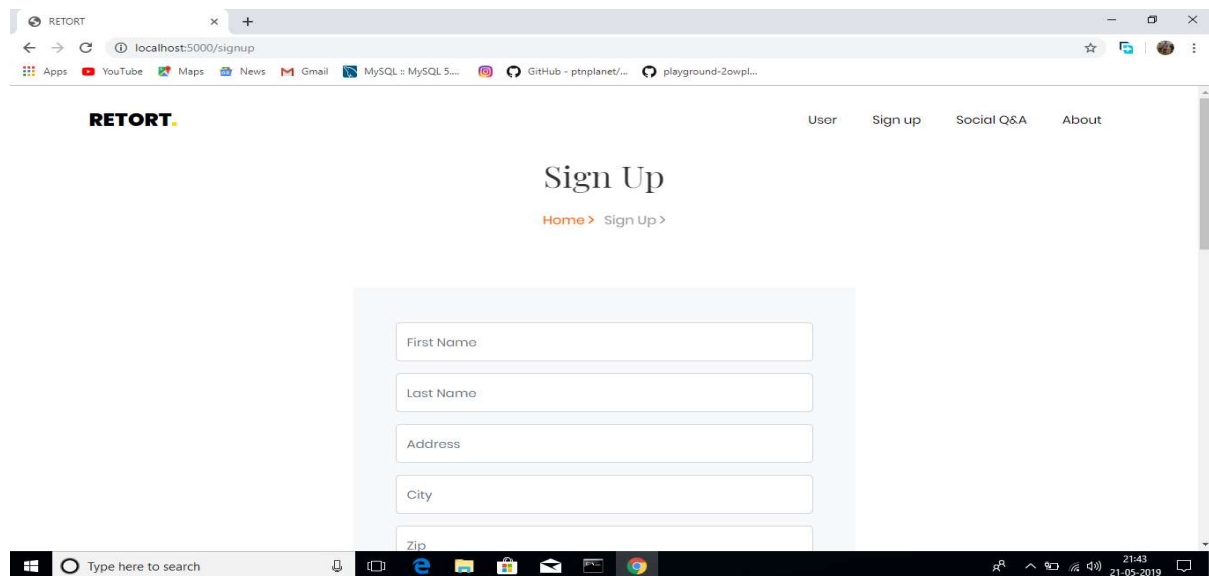 RETORT
localhost:5000/signup
Apps YouTube Maps News Gmail MySQL :: MySQL 5.... GitHub - ptnplanet/... playground-2owpl...
RETORT. User Sign up Social Q&A About
Sign Up
Home > Sign Up >
First Name
Last Name
Address
City
Zip
Type here to search
21:43
21-05-2019